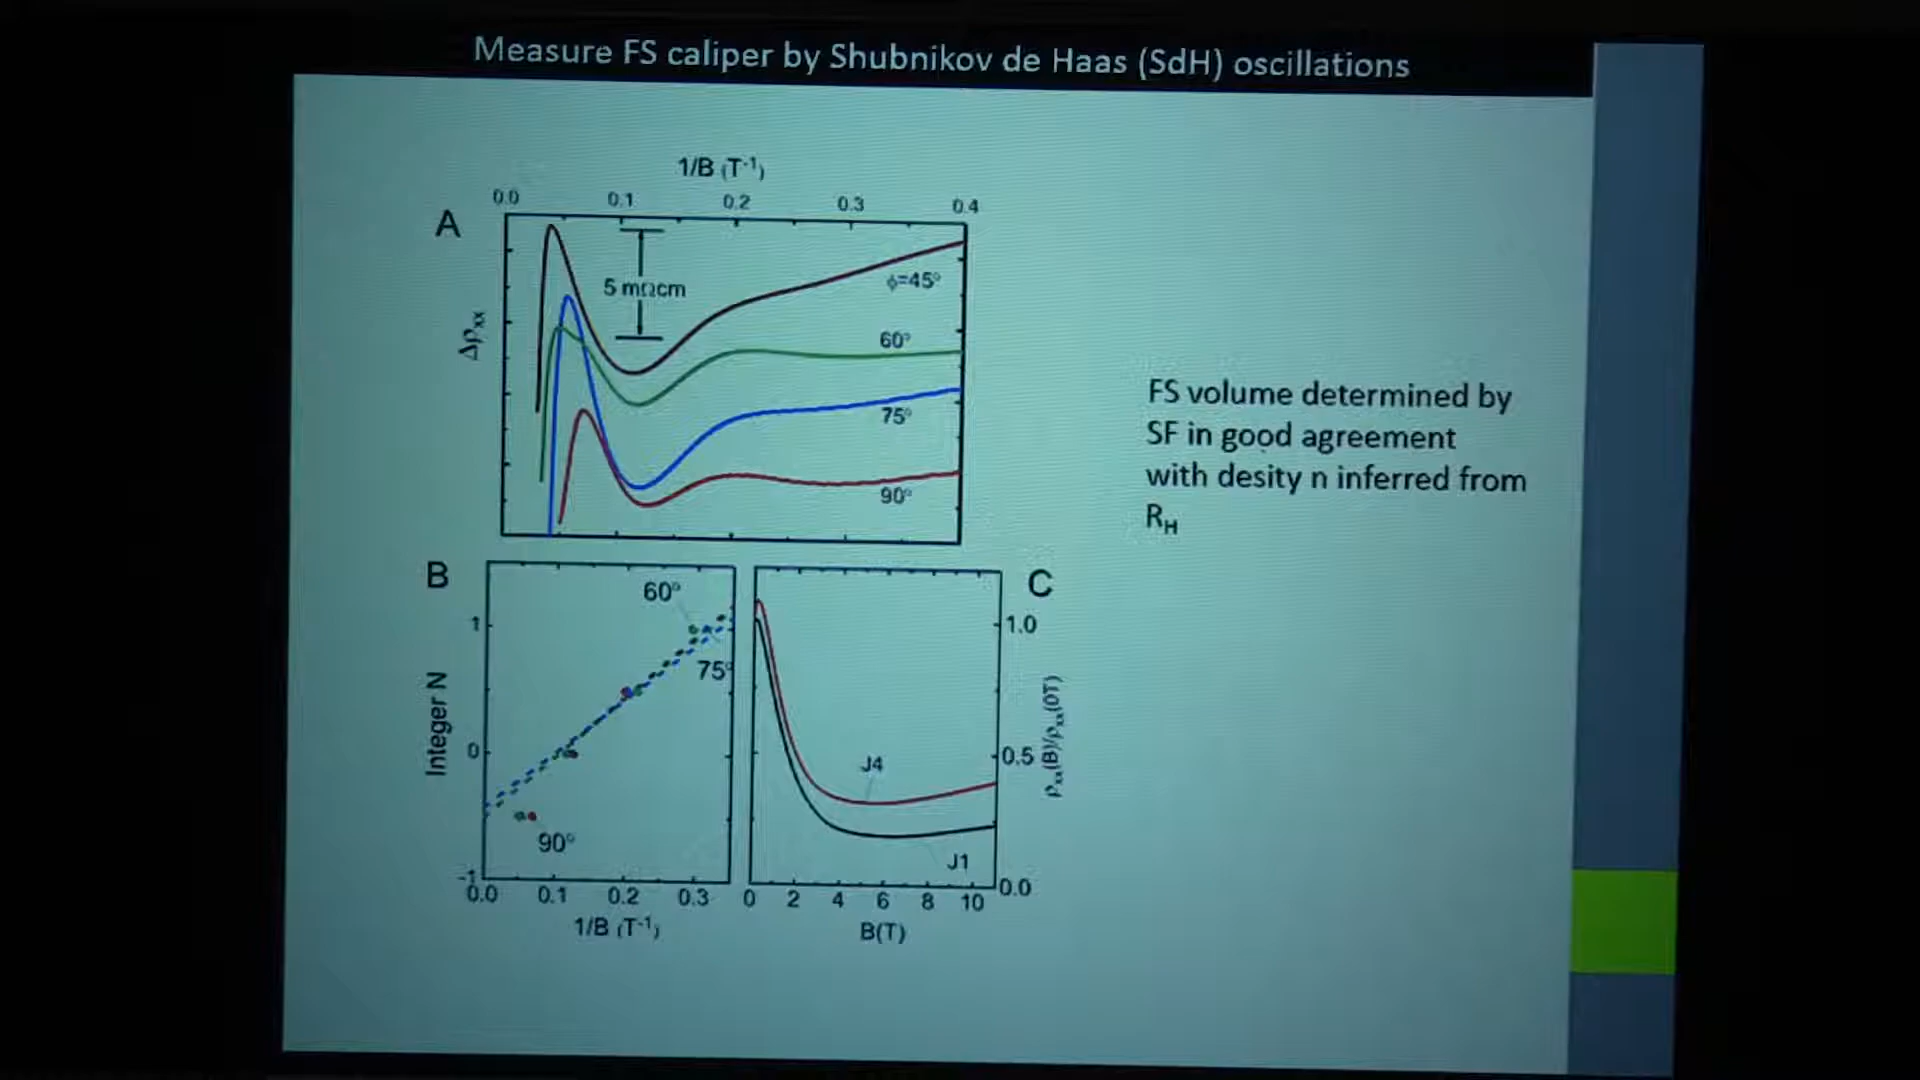 Measure FS caliper by Shubnikov de Haas (SdH) oscillations
1/B (T-1)
0.0 0.1 0.2 0.3 0.4
A
Δρxx
5 mΩcm
ϕ=45°
60°
75°
90°
FS volume determined by
SF in good agreement
with desity n inferred from
RH
B
Integer N
1
0
-1
60°
75°
90°
0.0 0.1 0.2 0.3
1/B (T-1)
C
1.0
0.5
0.0
ρxx(B)/ρxx(0T)
J4
J1
0 2 4 6 8 10
B(T)